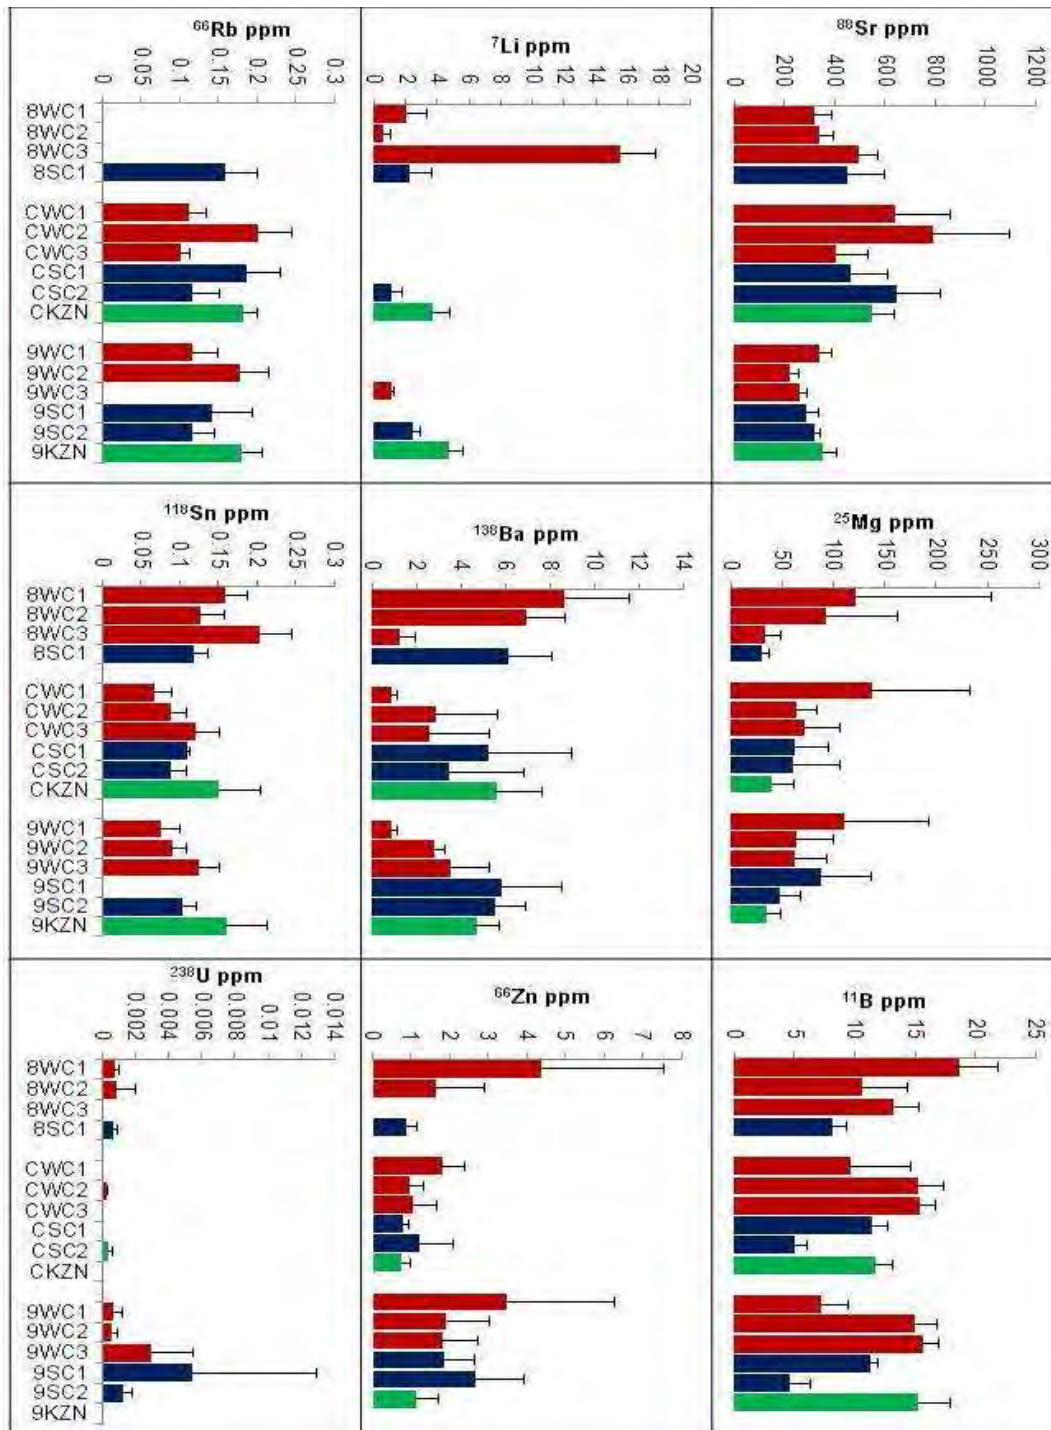 ⁶⁶Rb ppm
0 0.05 0.1 0.15 0.2 0.25 0.3
8WC1
8WC2
8WC3
8SC1
CWC1
CWC2
CWC3
CSC1
CSC2
CKZN
9WC1
9WC2
9WC3
9SC1
9SC2
9KZN
⁷Li ppm
0 2 4 6 8 10 12 14 16 18 20
⁸⁸Sr ppm
0 200 400 600 800 1000 1200
¹¹⁸Sn ppm
0 0.05 0.1 0.15 0.2 0.25 0.3
8WC1
8WC2
8WC3
8SC1
CWC1
CWC2
CWC3
CSC1
CSC2
CKZN
9WC1
9WC2
9WC3
9SC1
9SC2
9KZN
¹³⁸Ba ppm
0 2 4 6 8 10 12 14
²⁵Mg ppm
0 50 100 150 200 250 300
²³⁸U ppm
0 0.002 0.004 0.006 0.008 0.01 0.012 0.014
8WC1
8WC2
8WC3
8SC1
CWC1
CWC2
CWC3
CSC1
CSC2
CKZN
9WC1
9WC2
9WC3
9SC1
9SC2
9KZN
⁶⁶Zn ppm
0 1 2 3 4 5 6 7 8
¹¹B ppm
0 5 10 15 20 25